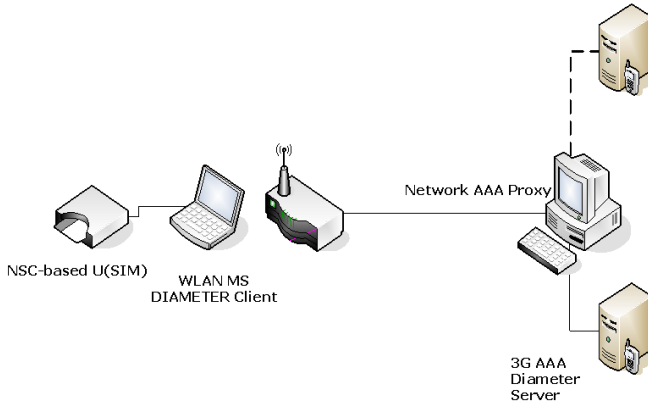 Network AAA Proxy
NSC-based U(SIM)
WLAN MS
DIAMETER Client
3G AAA
Diameter
Server